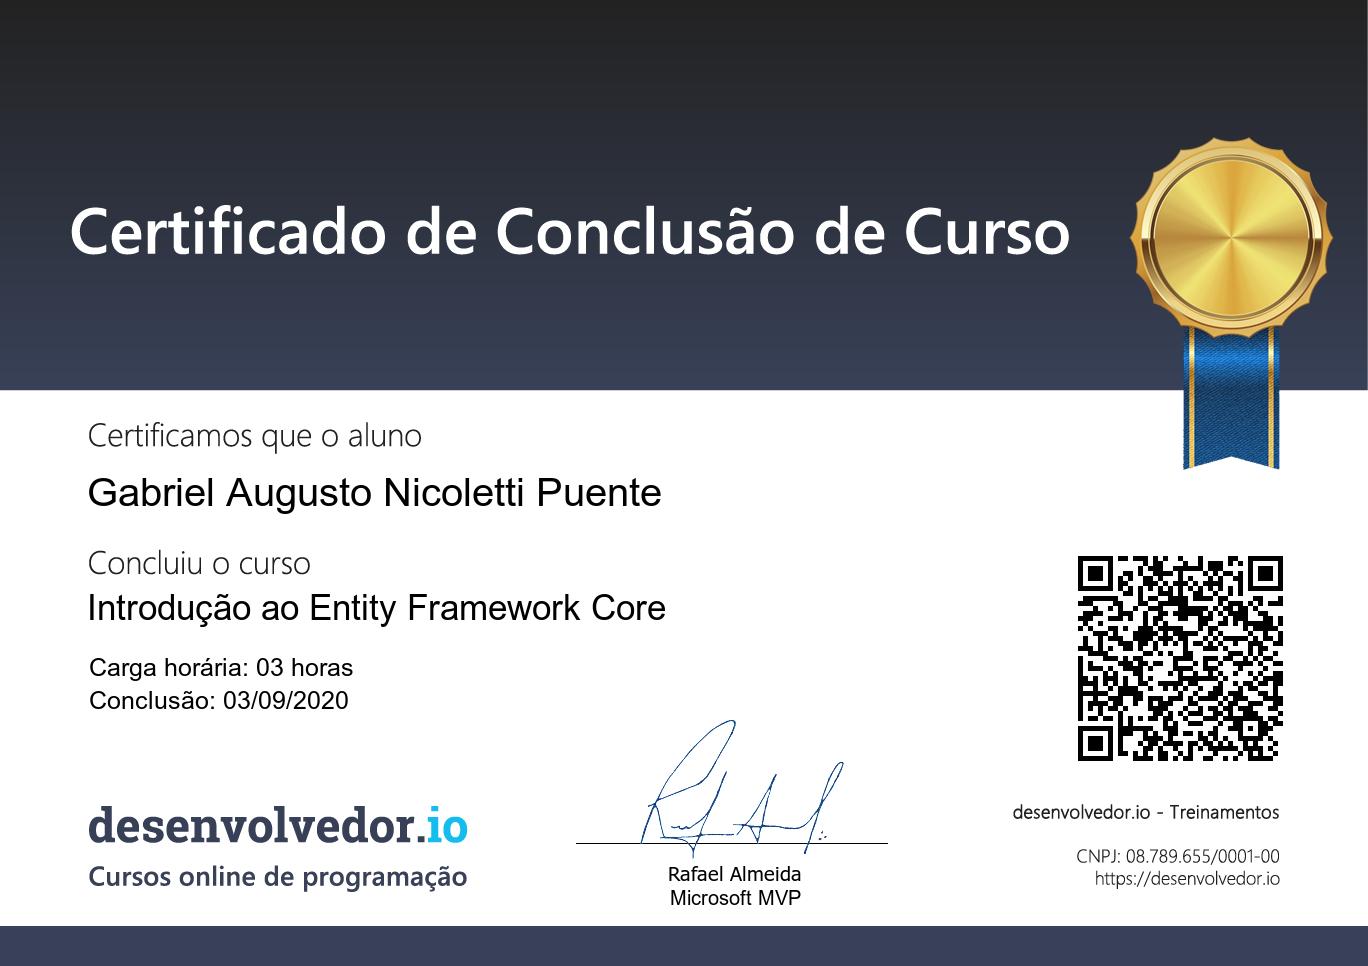 Certificado de Conclusão de Curso
Certificamos que o aluno
Gabriel Augusto Nicoletti Puente
Concluiu o curso
Introdução ao Entity Framework Core
Carga horária: 03 horas
Conclusão: 03/09/2020
desenvolvedor.io
Cursos online de programação
Rafael Almeida
Microsoft MVP
desenvolvedor.io - Treinamentos
CNPJ: 08.789.655/0001-00
https://desenvolvedor.io